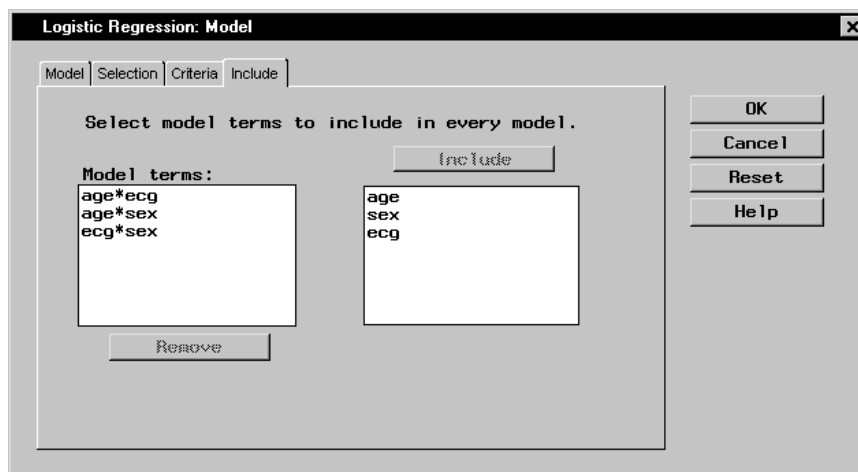 Logistic Regression: Model
Model Selection Criteria Include
Select model terms to include in every model.
Include
Model terms:
age*ecg
age*sex
ecg*sex
age
sex
ecg
Remove
OK
Cancel
Reset
Help